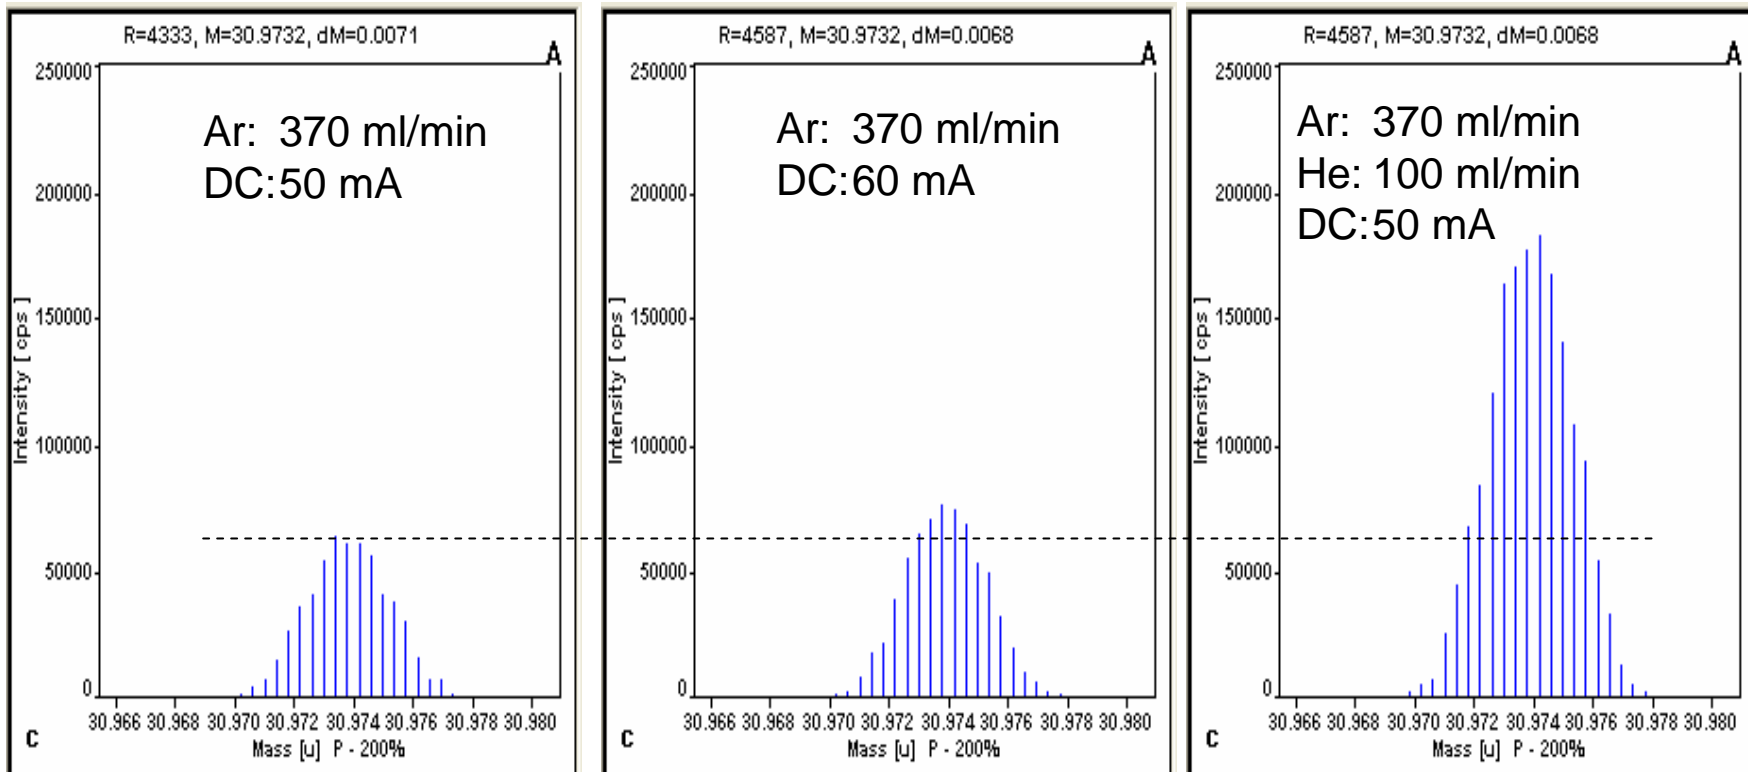 R=4333, M=30.9732, dM=0.0071
A
Ar: 370 ml/min
DC:50 mA
250000
200000
150000
100000
50000
0
Intensity [ cps ]
30.966 30.968 30.970 30.972 30.974 30.976 30.978 30.980
Mass [u] P - 200%
C
R=4587, M=30.9732, dM=0.0068
A
Ar: 370 ml/min
DC:60 mA
250000
200000
150000
100000
50000
0
Intensity [ cps ]
30.966 30.968 30.970 30.972 30.974 30.976 30.978 30.980
Mass [u] P - 200%
C
R=4587, M=30.9732, dM=0.0068
A
Ar: 370 ml/min
He: 100 ml/min
DC:50 mA
250000
200000
150000
100000
50000
0
Intensity [ cps ]
30.966 30.968 30.970 30.972 30.974 30.976 30.978 30.980
Mass [u] P - 200%
C